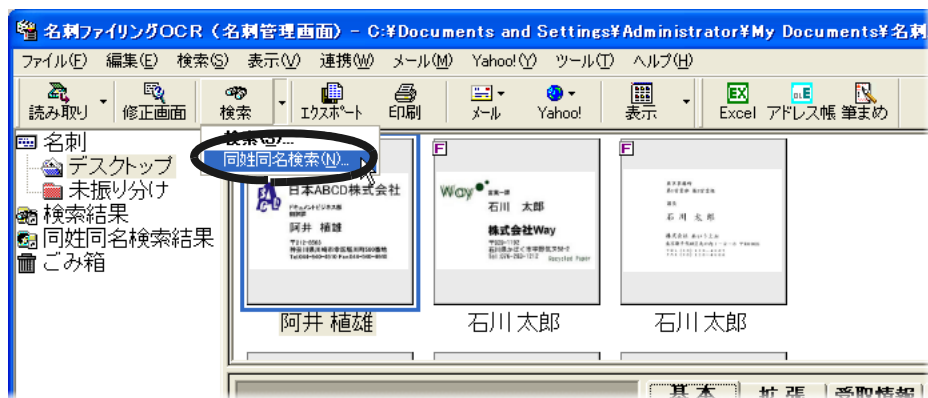 名刺ファイリングOCR（名刺管理画面） - C:¥Documents and Settings¥Administrator¥My Documents¥名刺
ファイル(F) 編集(E) 検索(S) 表示(V) 連携(W) メール(M) Yahoo!(Y) ツール(T) ヘルプ(H)
読み取り 修正画面 検索 エクスポート 印刷 メール Yahoo! 表示 Excel アドレス帳 筆まめ
検索(S)...
同姓同名検索(N)...
名刺
デスクトップ
未振り分け
検索結果
同姓同名検索結果
ごみ箱
日本ABCD株式会社
阿井 植雄
阿井 植雄
F
Way
石川 太郎
株式会社Way
Recycled Paper
石川 太郎
F
石川 太郎
石川 太郎
基本 拡張 受取情報